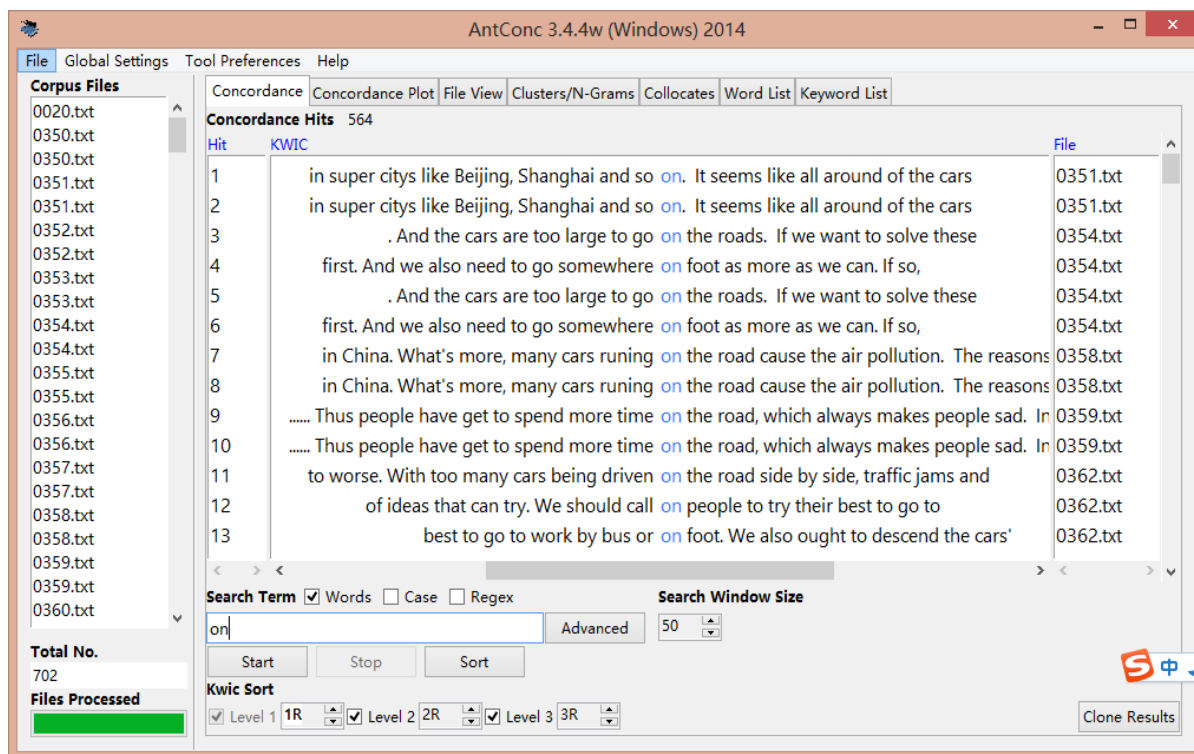 AntConc 3.4.4w (Windows) 2014
File Global Settings Tool Preferences Help
Corpus Files
0020.txt
0350.txt
0350.txt
0351.txt
0351.txt
0352.txt
0352.txt
0353.txt
0353.txt
0354.txt
0354.txt
0355.txt
0355.txt
0356.txt
0356.txt
0357.txt
0357.txt
0358.txt
0358.txt
0359.txt
0359.txt
0360.txt
Total No.
702
Files Processed
Concordance Concordance Plot File View Clusters/N-Grams Collocates Word List Keyword List
Concordance Hits 564
Hit KWIC File
1 in super citys like Beijing, Shanghai and so on. It seems like all around of the cars 0351.txt
2 in super citys like Beijing, Shanghai and so on. It seems like all around of the cars 0351.txt
3 . And the cars are too large to go on the roads. If we want to solve these 0354.txt
4 first. And we also need to go somewhere on foot as more as we can. If so, 0354.txt
5 . And the cars are too large to go on the roads. If we want to solve these 0354.txt
6 first. And we also need to go somewhere on foot as more as we can. If so, 0354.txt
7 in China. What's more, many cars runing on the road cause the air pollution. The reasons 0358.txt
8 in China. What's more, many cars runing on the road cause the air pollution. The reasons 0358.txt
9 ...... Thus people have get to spend more time on the road, which always makes people sad. In 0359.txt
10 ...... Thus people have get to spend more time on the road, which always makes people sad. In 0359.txt
11 to worse. With too many cars being driven on the road side by side, traffic jams and 0362.txt
12 of ideas that can try. We should call on people to try their best to go to 0362.txt
13 best to go to work by bus or on foot. We also ought to descend the cars' 0362.txt
Search Term Words Case Regex Search Window Size
on Advanced 50
Start Stop Sort
Kwic Sort
Level 1 1R Level 2 2R Level 3 3R Clone Results
S 中